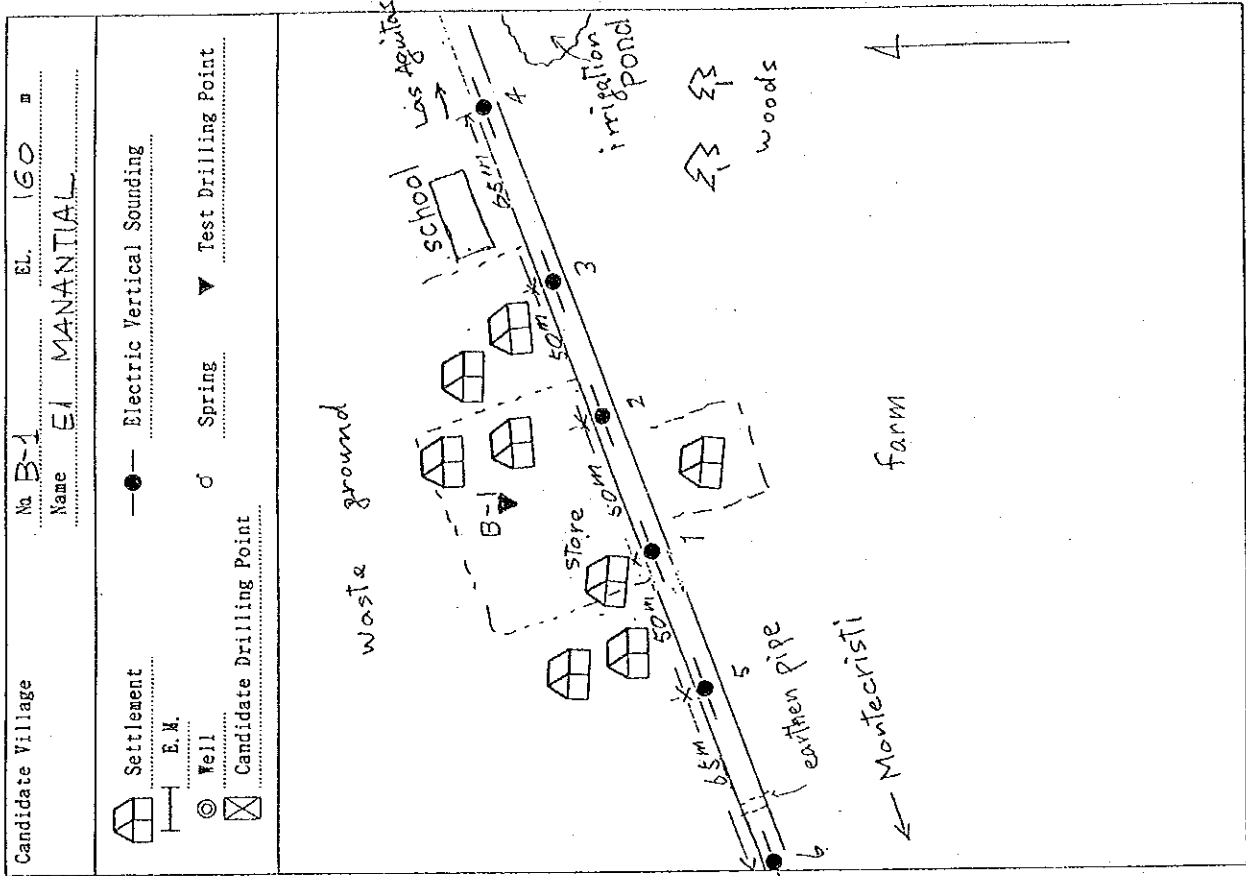 Candidate Village No B-1 EL. 160 m
Name El MANANTIAL
Settlement
Electric Vertical Sounding
E.M.
Well
Spring
Test Drilling Point
Candidate Drilling Point
waste ground
school
Las Aguitas
B-1
store
irrigation
pond
woods
65m
50m
50m
50m
65m
4
3
2
1
5
6
earthen pipe
Montecristi
farm